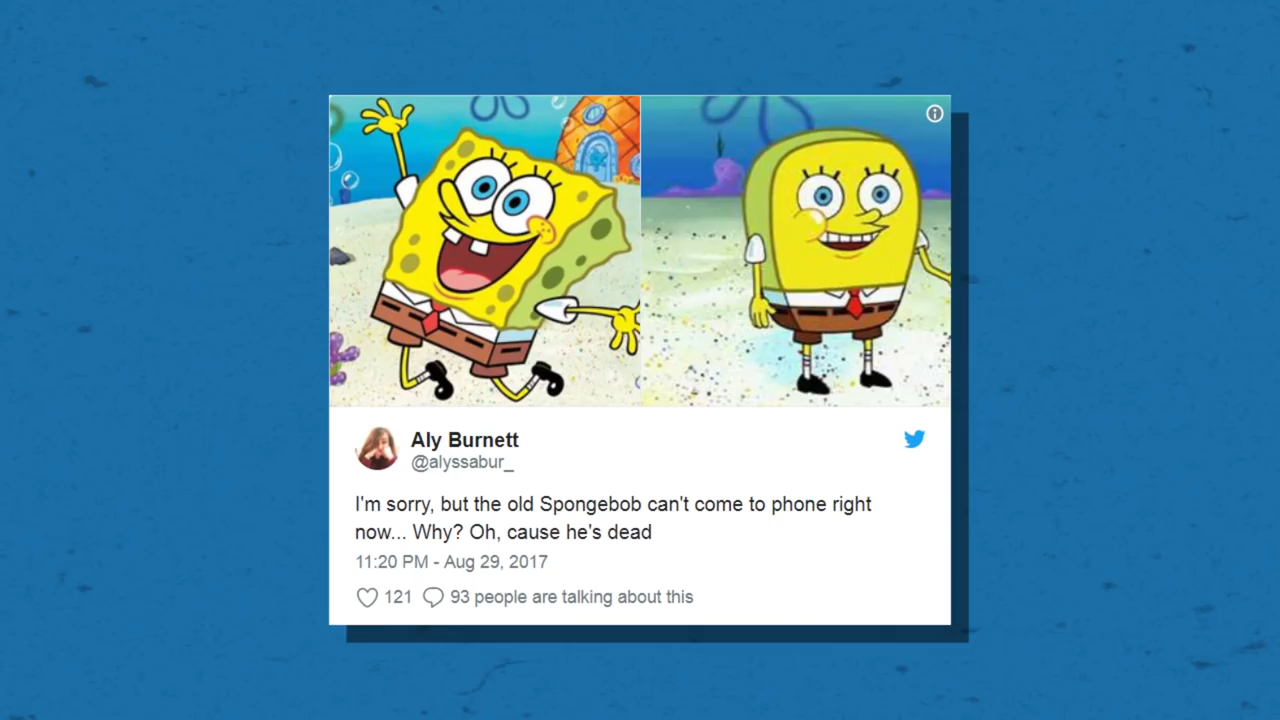 Aly Burnett
@alyssabur_
I'm sorry, but the old Spongebob can't come to phone right
now... Why? Oh, cause he's dead
11:20 PM - Aug 29, 2017
121 93 people are talking about this